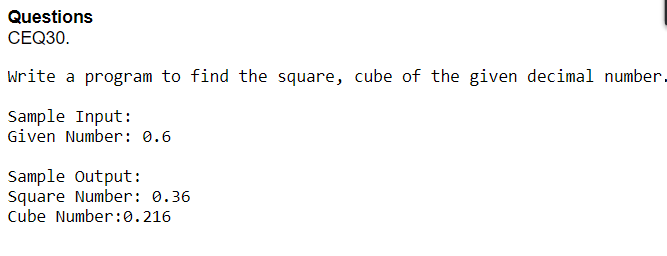 Questions
CEQ30.
Write a program to find the square, cube of the given decimal number.
Sample Input:
Given Number: 0.6
Sample Output:
Square Number: 0.36
Cube Number:0.216